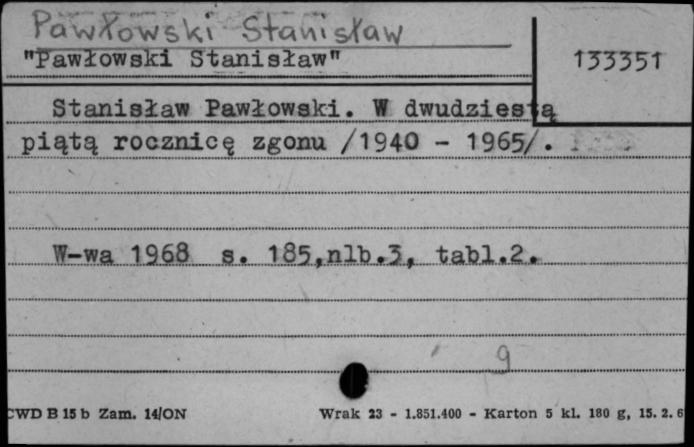 Pawłowski Stanisław
"Pawłowski Stanisław"
133351
Stanisław Pawłowski. W dwudziestą
piątą rocznicę zgonu /1940 - 1965/.
W-wa 1968 s. 185,nlb.3, tabl.2.
9
CWD B 15 b Zam. 14/ON
Wrak 23 - 1.851.400 - Karton 5 kl. 180 g, 15. 2. 6